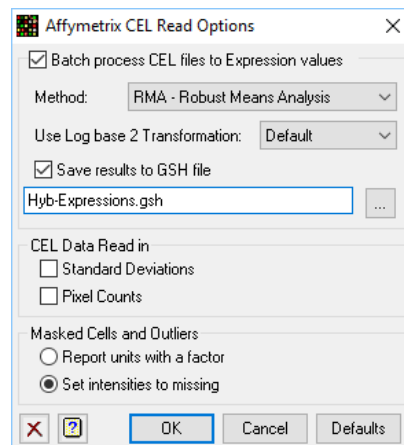 Affymetrix CEL Read Options
Batch process CEL files to Expression values
Method: RMA - Robust Means Analysis
Use Log base 2 Transformation: Default
Save results to GSH file
Hyb-Expressions.gsh
...
CEL Data Read in
Standard Deviations
Pixel Counts
Masked Cells and Outliers
Report units with a factor
Set intensities to missing
? OK Cancel Defaults